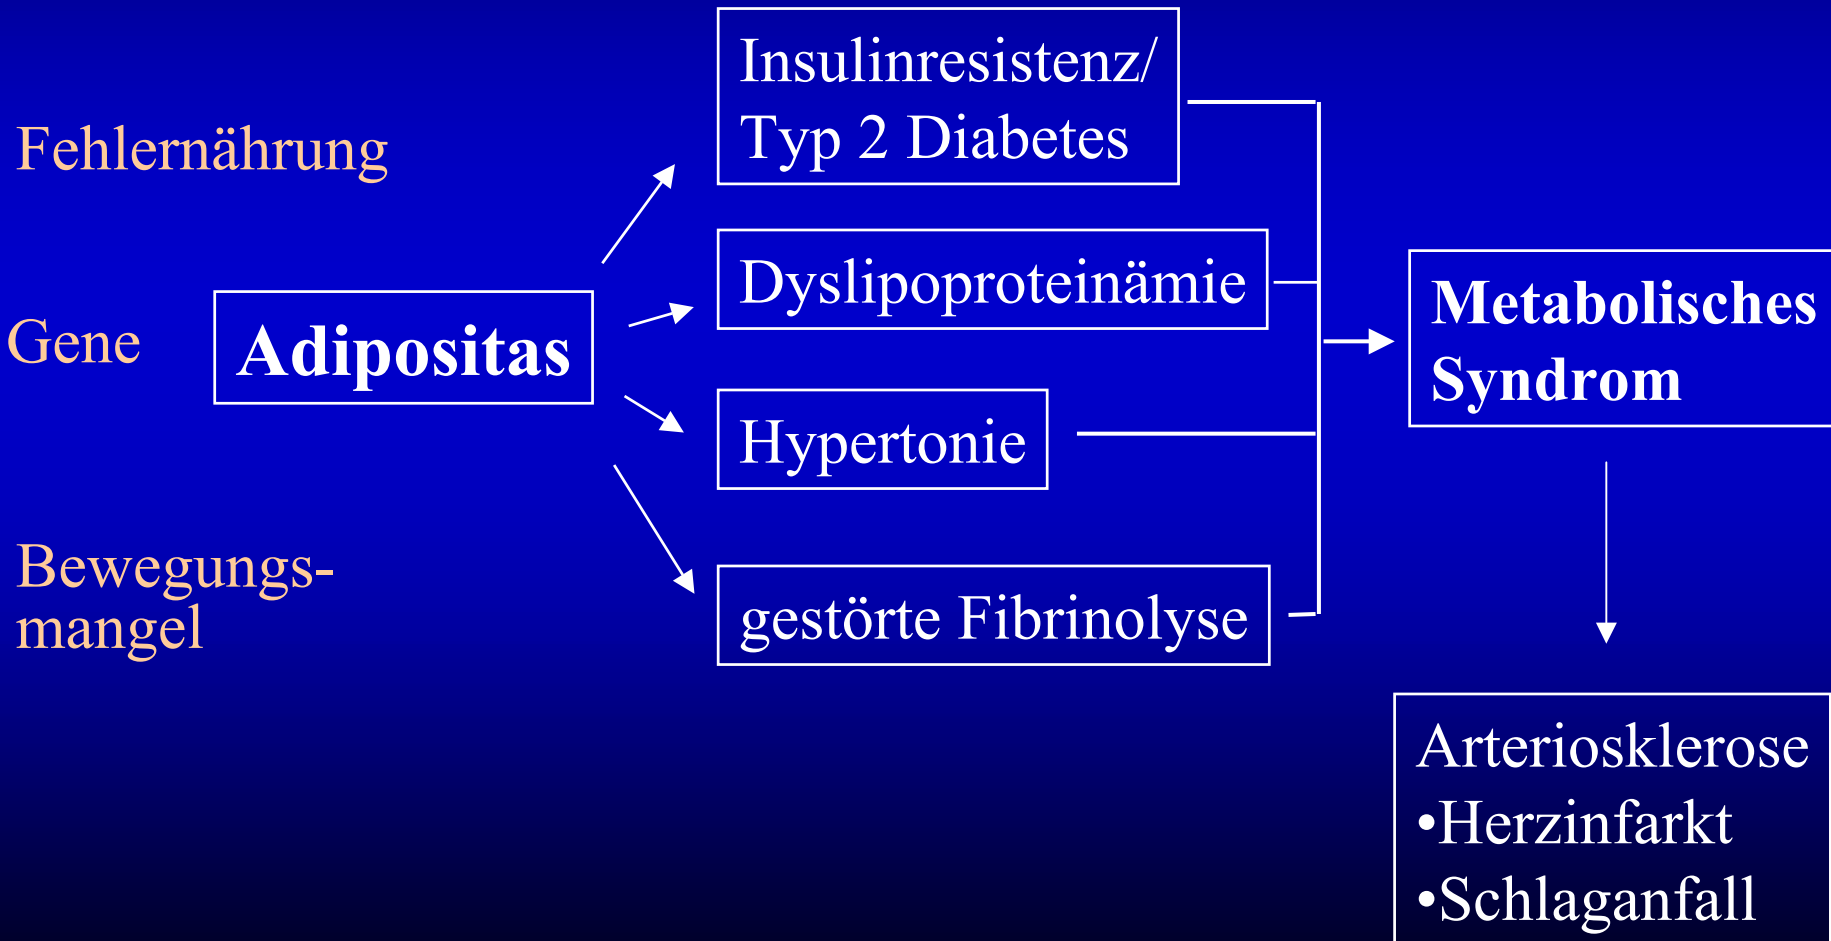 Fehlernährung
Gene
Bewegungs-
mangel
Adipositas
Insulinresistenz/
Typ 2 Diabetes
Dyslipoproteinämie
Hypertonie
gestörte Fibrinolyse
Metabolisches
Syndrom
Arteriosklerose
•Herzinfarkt
•Schlaganfall